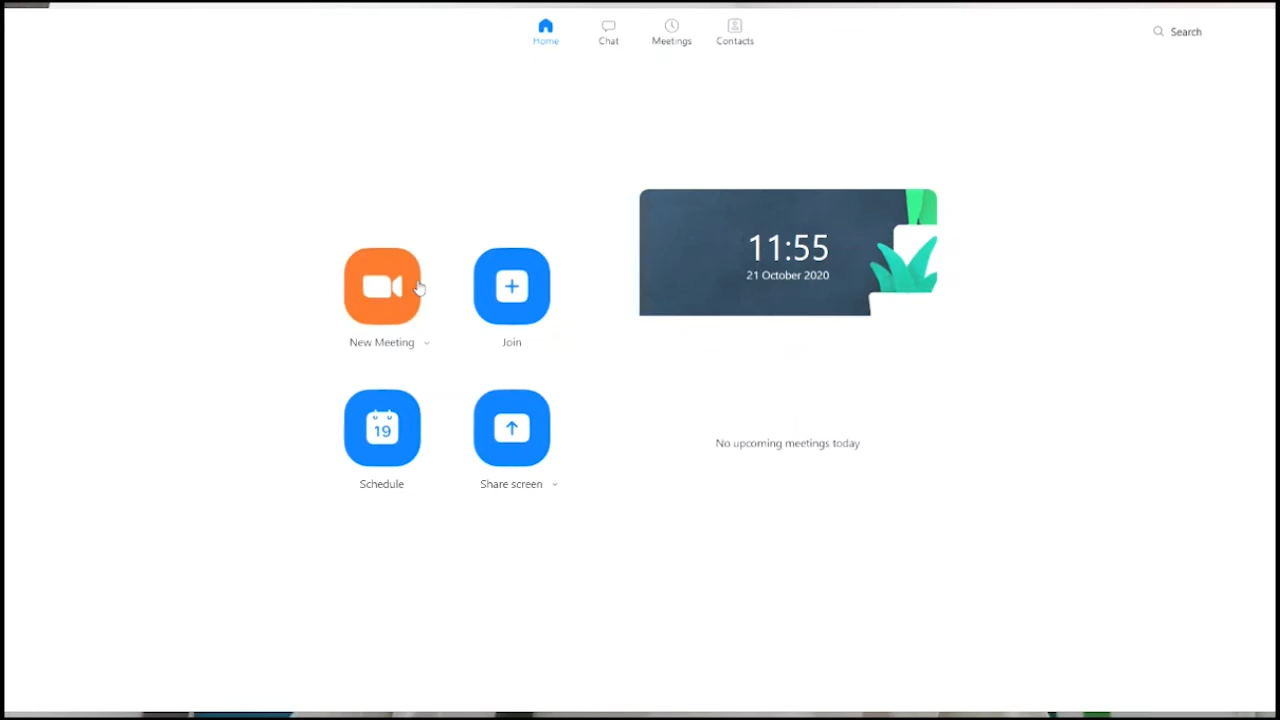 Home
Chat
Meetings
Contacts
Search
11:55
21 October 2020
New Meeting
Join
19
Schedule
Share screen
No upcoming meetings today